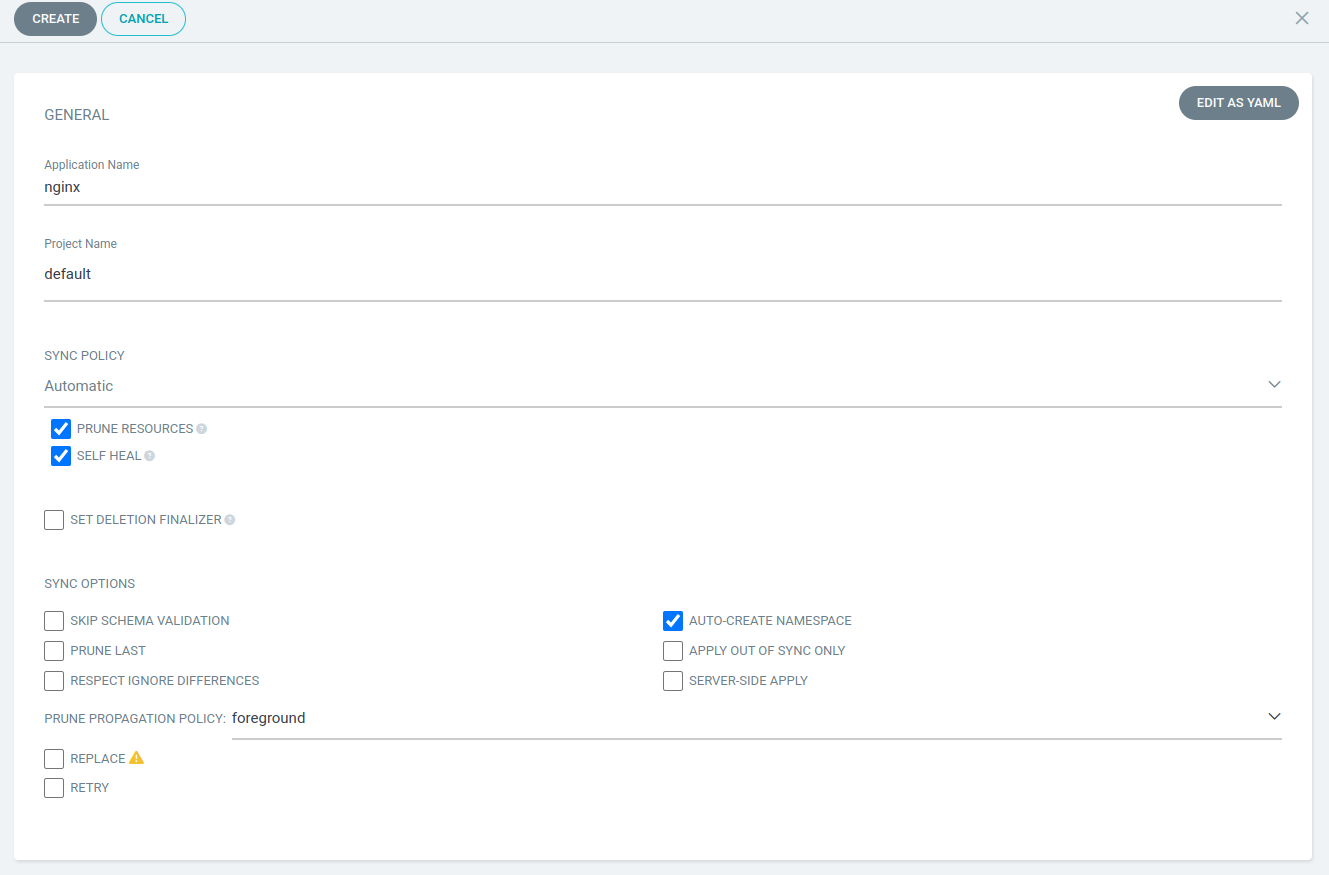 CREATE CANCEL
EDIT AS YAML
GENERAL
Application Name
nginx
Project Name
default
SYNC POLICY
Automatic
PRUNE RESOURCES ?
SELF HEAL ?
SET DELETION FINALIZER ?
SYNC OPTIONS
SKIP SCHEMA VALIDATION AUTO-CREATE NAMESPACE
PRUNE LAST APPLY OUT OF SYNC ONLY
RESPECT IGNORE DIFFERENCES SERVER-SIDE APPLY
PRUNE PROPAGATION POLICY: foreground
REPLACE
RETRY